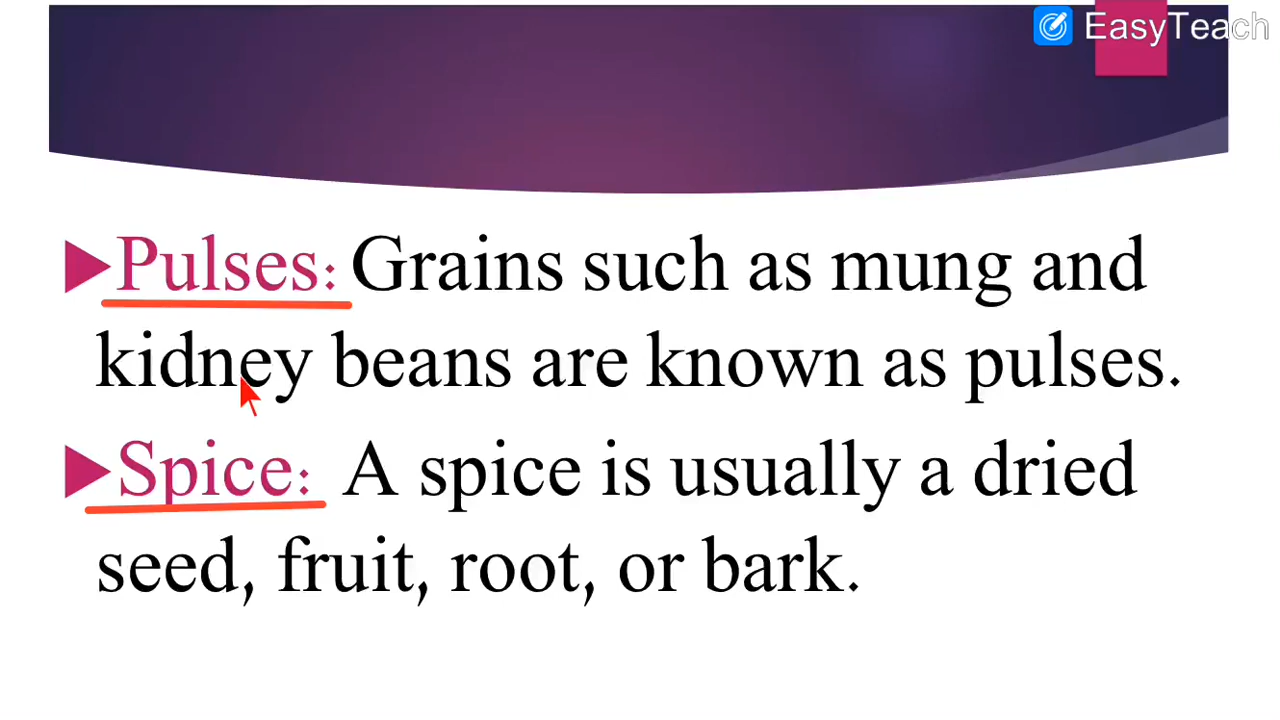 EasyTeach
Pulses: Grains such as mung and
kidney beans are known as pulses.
Spice: A spice is usually a dried
seed, fruit, root, or bark.